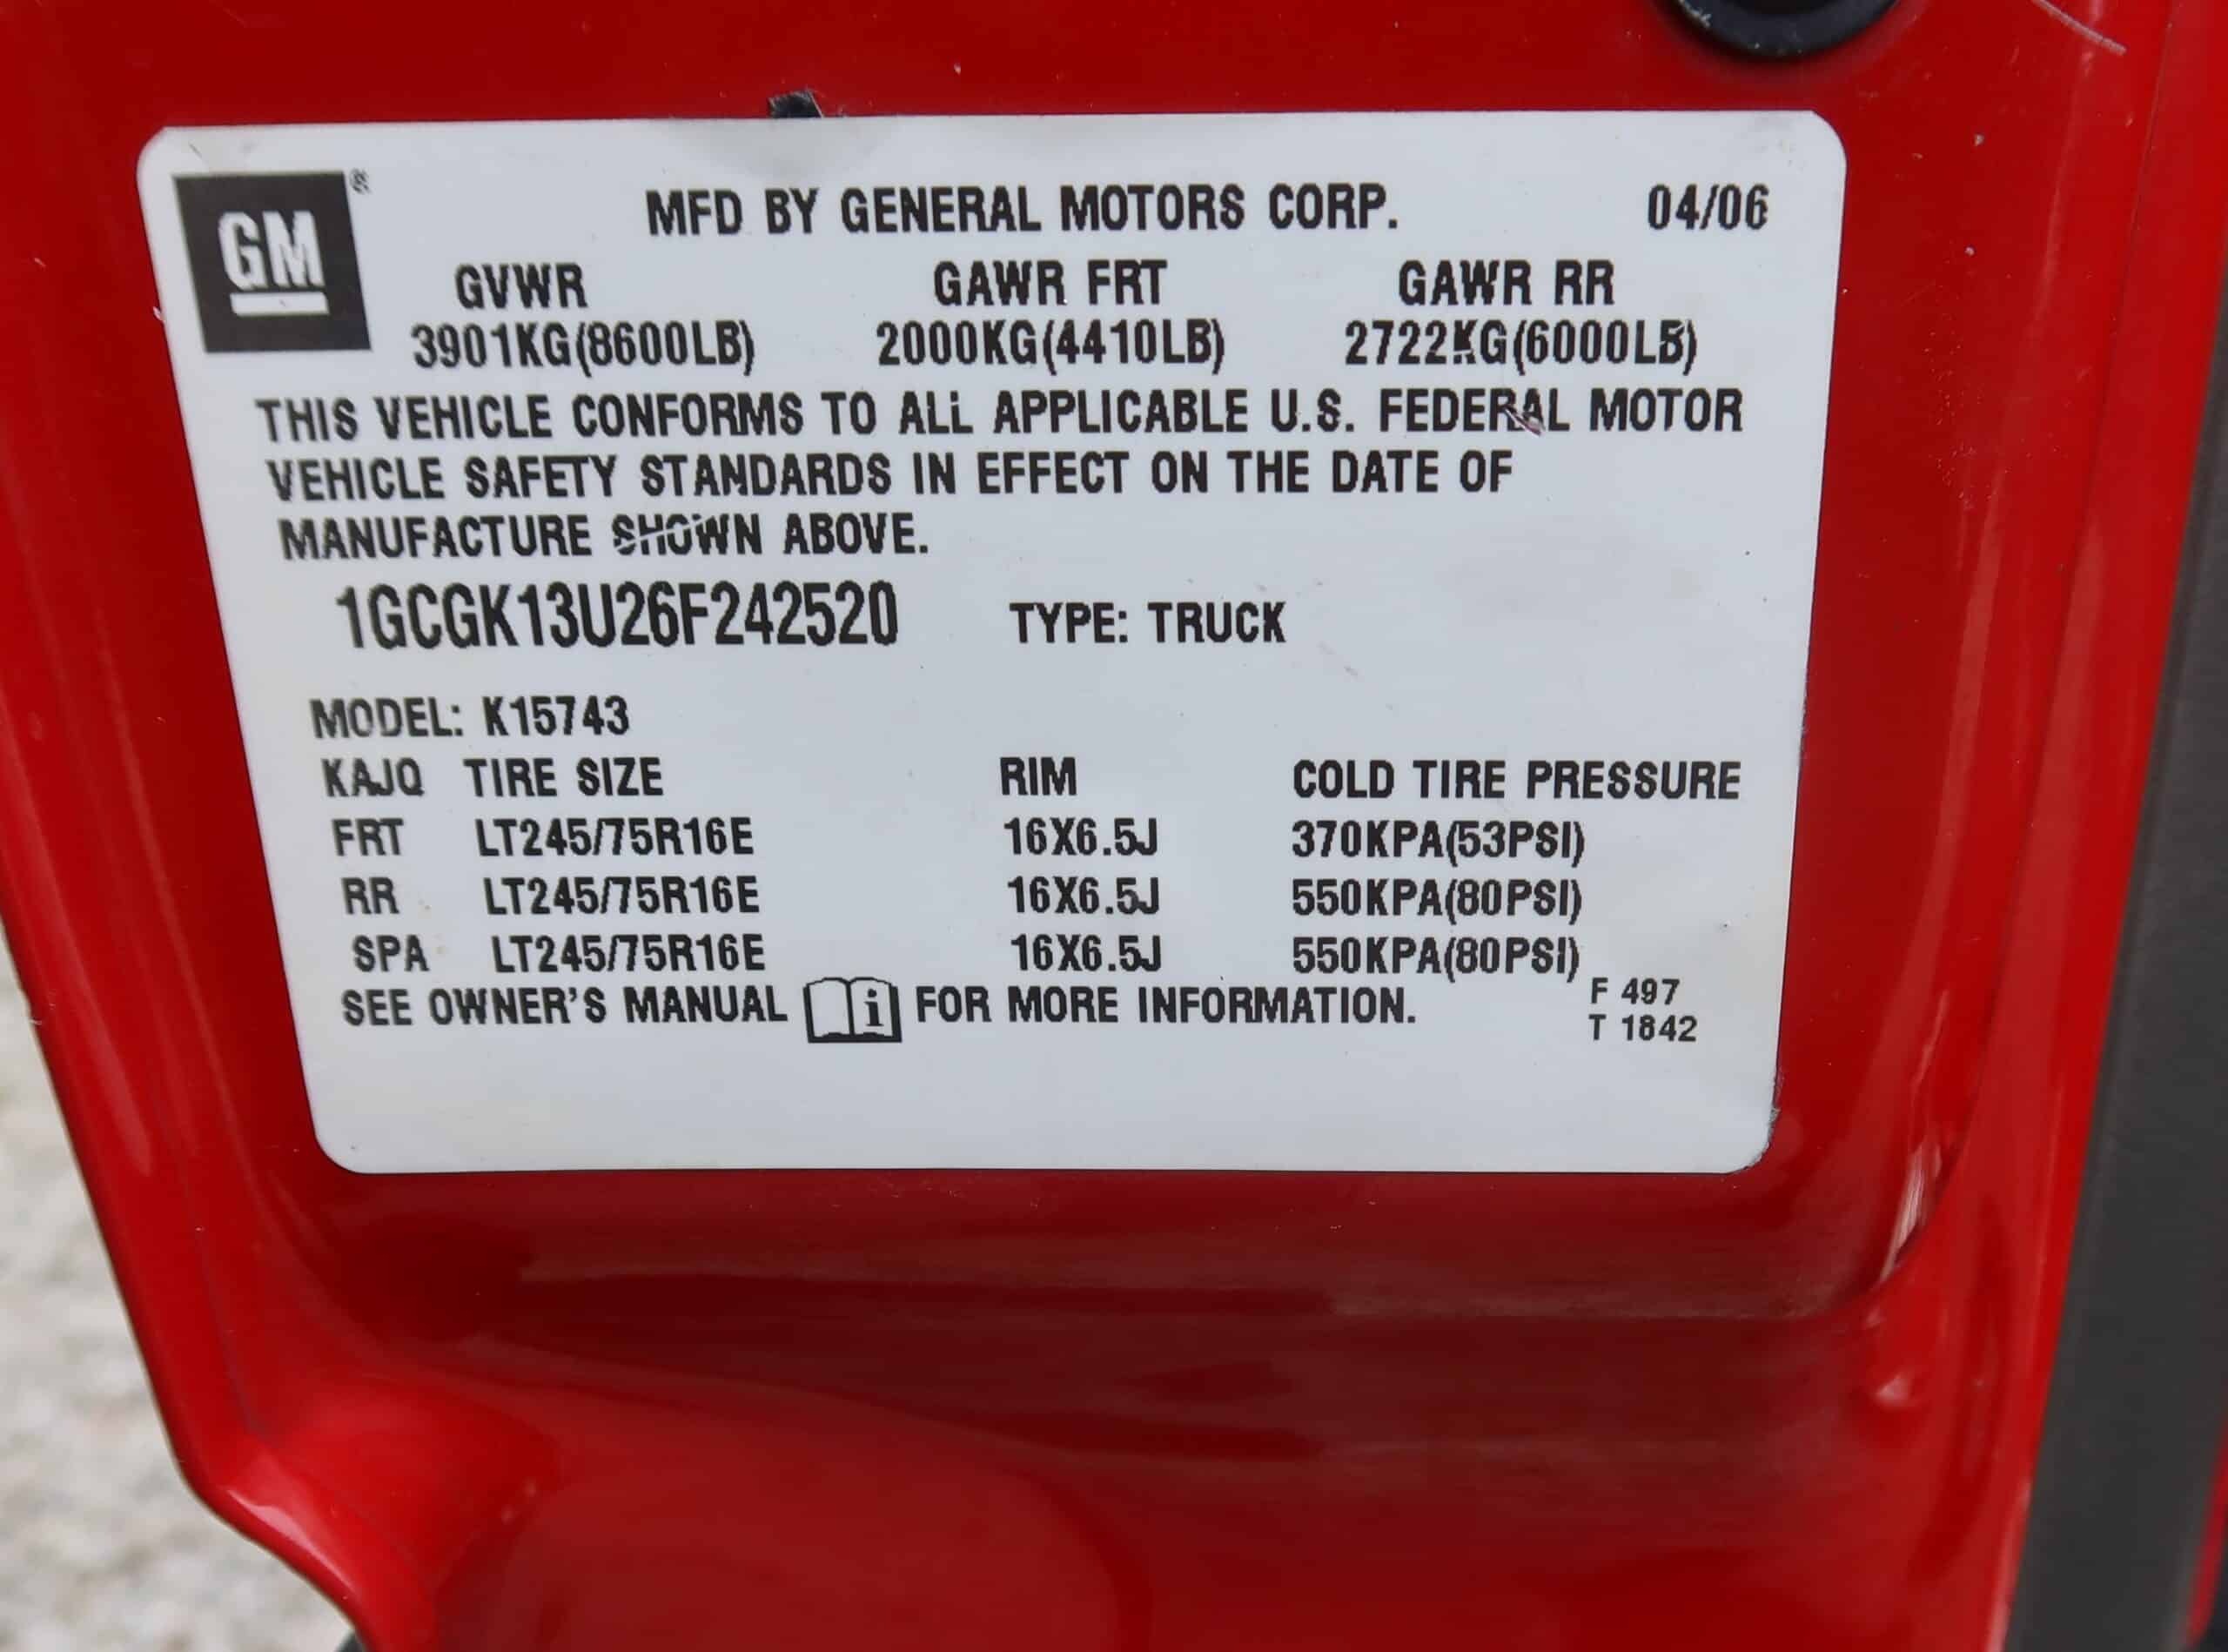 GM®
MFD BY GENERAL MOTORS CORP. 04/06
GVWR GAWR FRT GAWR RR
3901KG(8600LB) 2000KG(4410LB) 2722KG(6000LB)
THIS VEHICLE CONFORMS TO ALL APPLICABLE U.S. FEDERAL MOTOR
VEHICLE SAFETY STANDARDS IN EFFECT ON THE DATE OF
MANUFACTURE SHOWN ABOVE.
1GCGK13U26F242520 TYPE: TRUCK
MODEL: K15743
KAJQ TIRE SIZE RIM COLD TIRE PRESSURE
FRT LT245/75R16E 16X6.5J 370KPA(53PSI)
RR LT245/75R16E 16X6.5J 550KPA(80PSI)
SPA LT245/75R16E 16X6.5J 550KPA(80PSI)
SEE OWNER'S MANUAL i FOR MORE INFORMATION.
F 497
T 1842